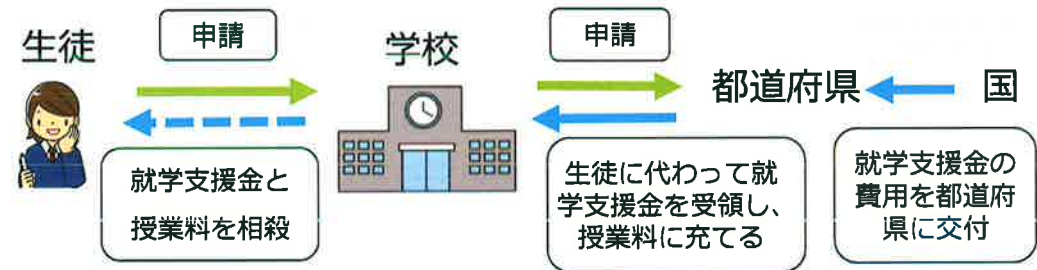 生徒
申請
学校
申請
都道府県
国
就学支援金と
授業料を相殺
生徒に代わって就
学支援金を受領し、
授業料に充てる
就学支援金の
費用を都道府
県に交付